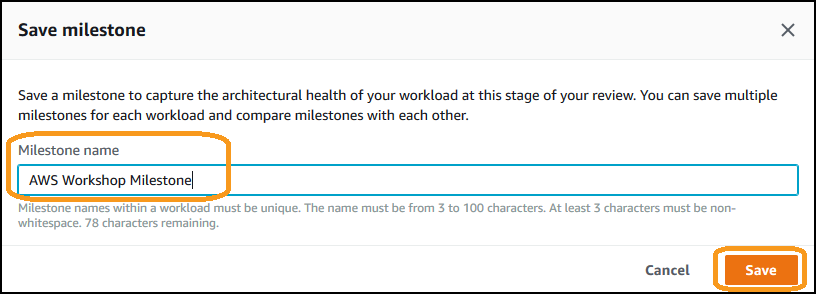 Save milestone
Save a milestone to capture the architectural health of your workload at this stage of your review. You can save multiple
milestones for each workload and compare milestones with each other.
Milestone name
AWS Workshop Milestone
Milestone names within a workload must be unique. The name must be from 3 to 100 characters. At least 3 characters must be non-
whitespace. 78 characters remaining.
Cancel
Save